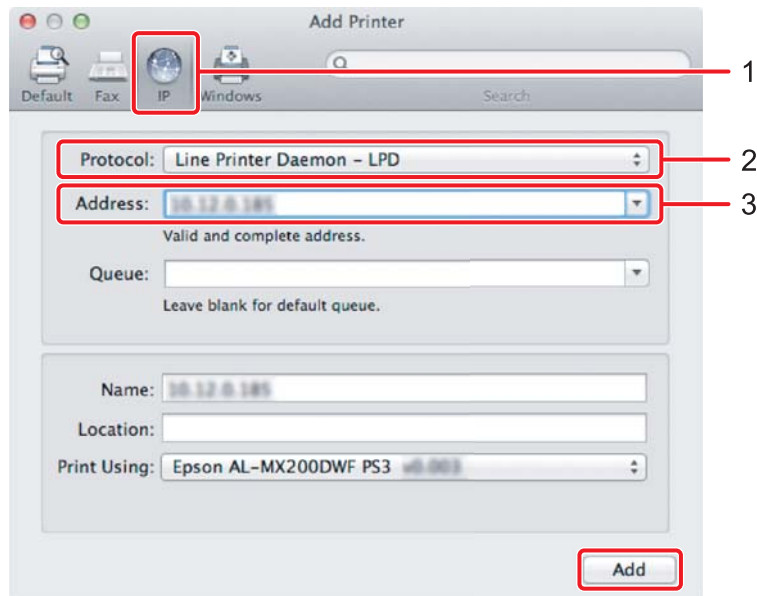 Add Printer
1
Default Fax IP Windows Search
Protocol: Line Printer Daemon – LPD
2
Address:
3
Valid and complete address.
Queue:
Leave blank for default queue.
Name:
Location:
Print Using: Epson AL-MX200DWF PS3
Add